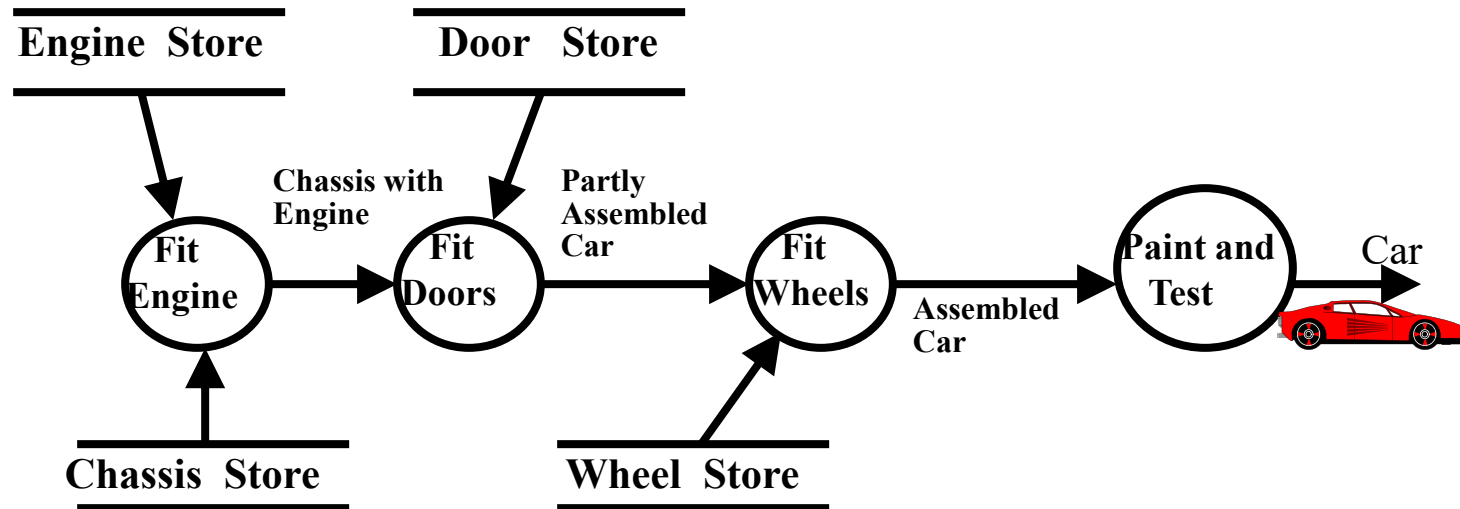 Engine Store
Door Store
Chassis with
Engine
Partly
Assembled
Car
Fit
Engine
Fit
Doors
Fit
Wheels
Paint and
Test
Car
Assembled
Car
Chassis Store
Wheel Store